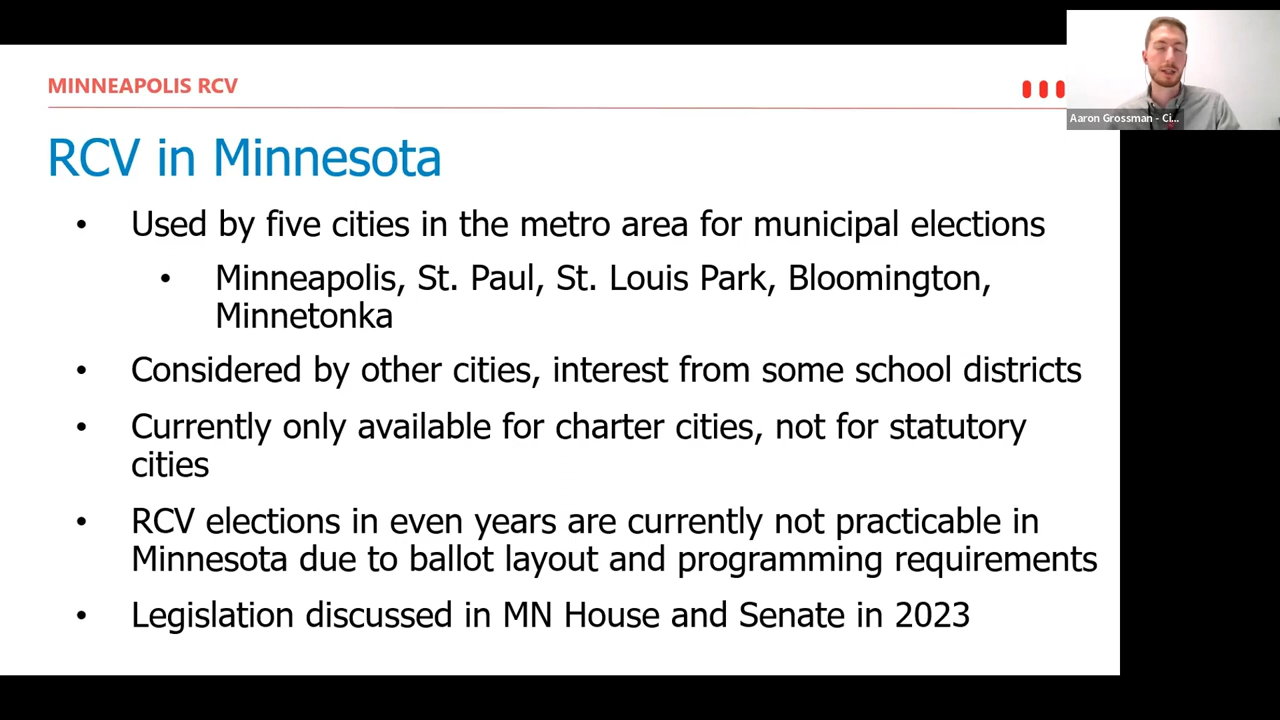 MINNEAPOLIS RCV
Aaron Grossman - Ci...
RCV in Minnesota
• Used by five cities in the metro area for municipal elections
• Minneapolis, St. Paul, St. Louis Park, Bloomington,
Minnetonka
• Considered by other cities, interest from some school districts
• Currently only available for charter cities, not for statutory
cities
• RCV elections in even years are currently not practicable in
Minnesota due to ballot layout and programming requirements
• Legislation discussed in MN House and Senate in 2023